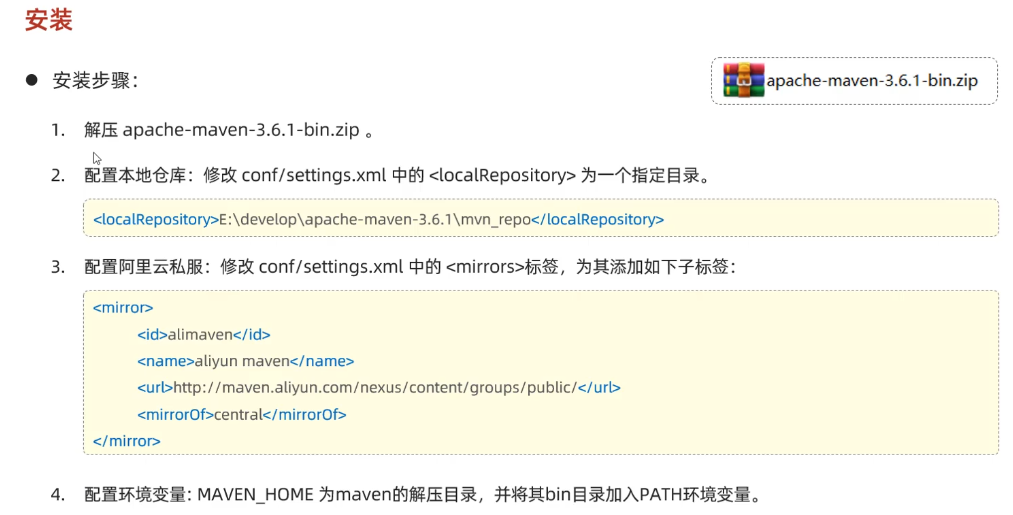 安装
● 安装步骤：
apache-maven-3.6.1-bin.zip
1. 解压 apache-maven-3.6.1-bin.zip 。
2. 配置本地仓库：修改 conf/settings.xml 中的 <localRepository> 为一个指定目录。
<localRepository>E:\develop\apache-maven-3.6.1\mvn_repo</localRepository>
3. 配置阿里云私服：修改 conf/settings.xml 中的 <mirrors>标签，为其添加如下子标签：
<mirror>
<id>alimaven</id>
<name>aliyun maven</name>
<url>http://maven.aliyun.com/nexus/content/groups/public/</url>
<mirrorOf>central</mirrorOf>
</mirror>
4. 配置环境变量: MAVEN_HOME 为maven的解压目录，并将其bin目录加入PATH环境变量。